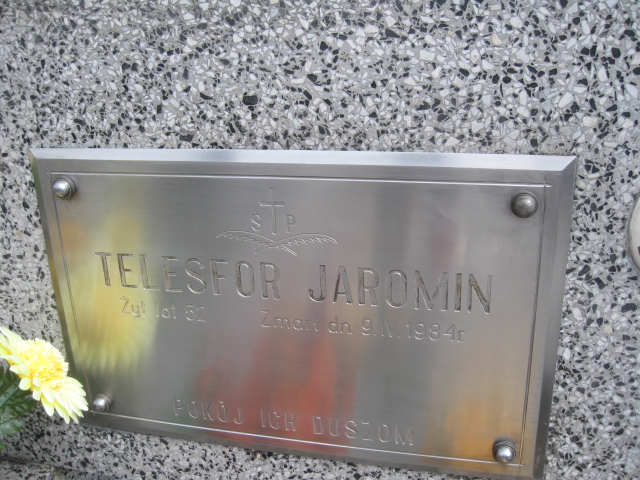 Ś P
TELESFOR JAROMIN
Żył lat 52 Zmarł dn. 9.IV.1984r.
POKÓJ ICH DUSZOM